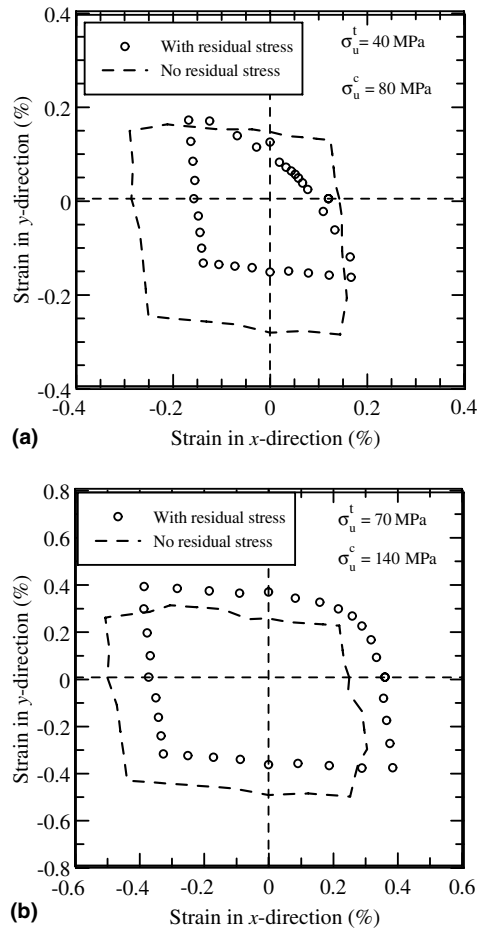 (a)
With residual stress
No residual stress
σ_u^t = 40 MPa
σ_u^c = 80 MPa
Strain in y-direction (%)
0.4
0.2
0
-0.2
-0.4
-0.4 -0.2 0 0.2 0.4
Strain in x-direction (%)
(b)
With residual stress
No residual stress
σ_u^t = 70 MPa
σ_u^c = 140 MPa
Strain in y-direction (%)
0.8
0.6
0.4
0.2
0
-0.2
-0.4
-0.6
-0.8
-0.6 -0.4 -0.2 0 0.2 0.4 0.6
Strain in x-direction (%)